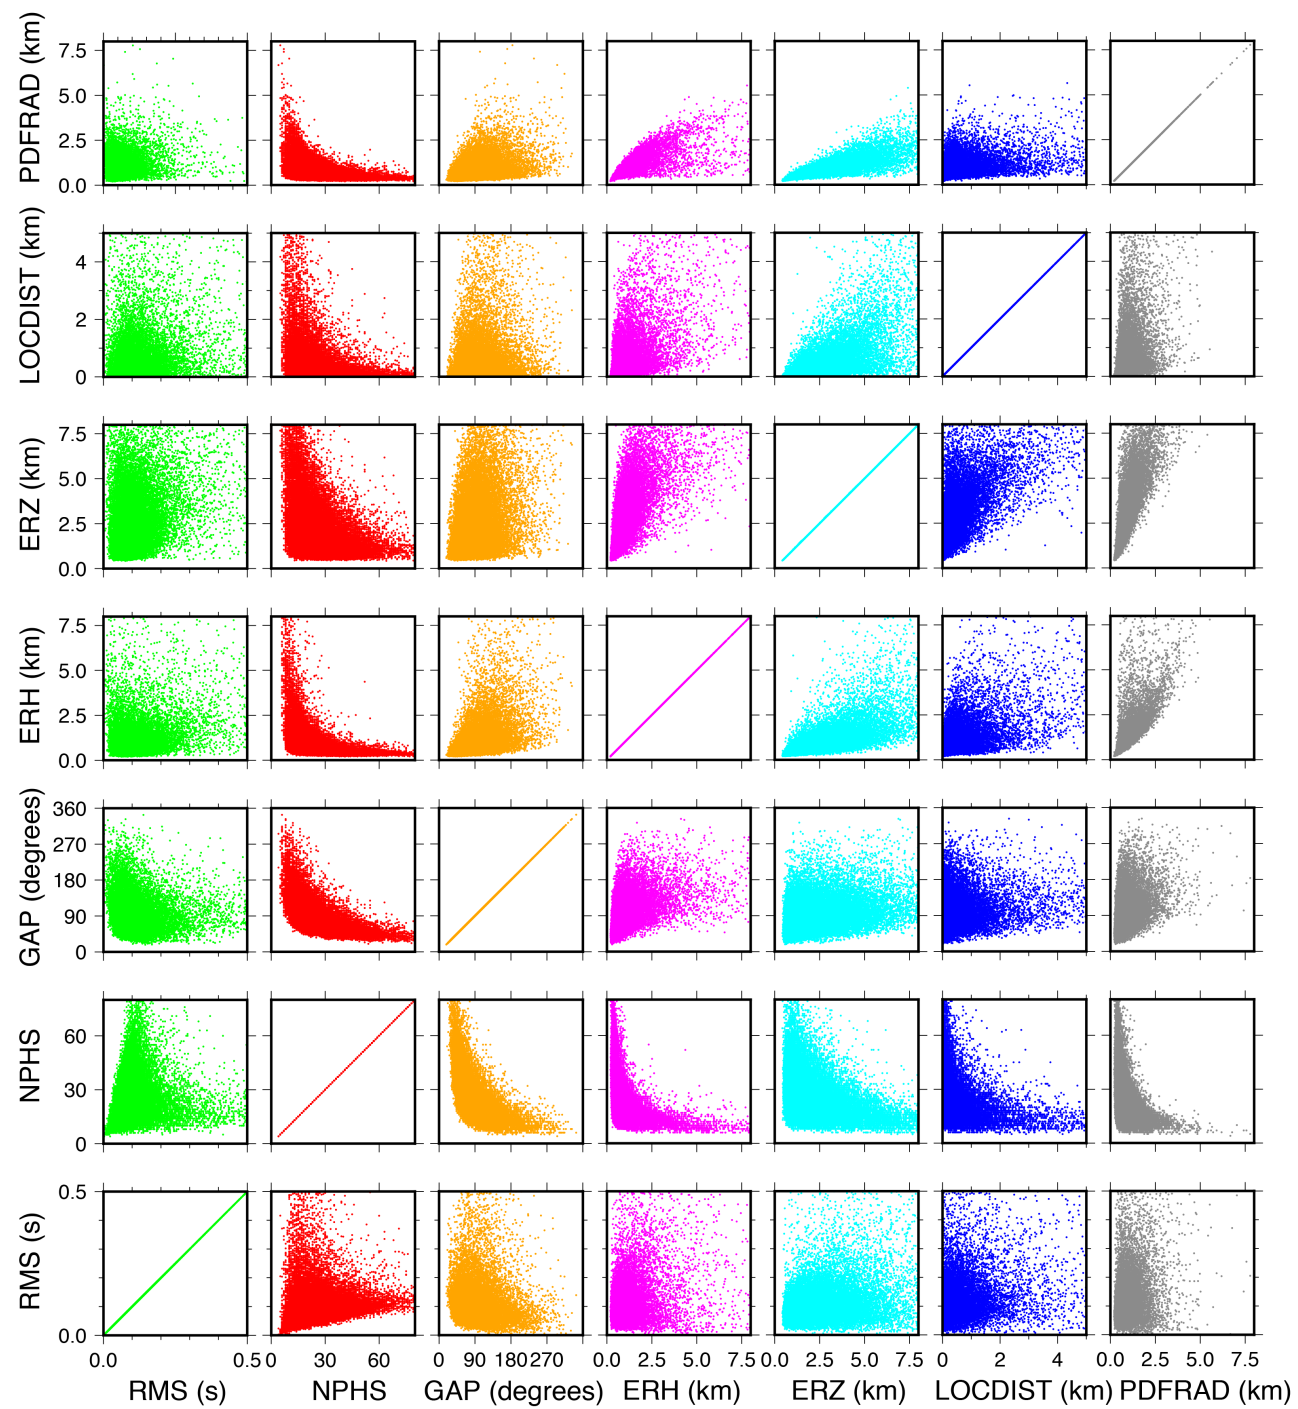 PDFRAD (km)
7.5
5.0
2.5
0.0
LOCDIST (km)
4
2
0
ERZ (km)
7.5
5.0
2.5
0.0
ERH (km)
7.5
5.0
2.5
0.0
GAP (degrees)
360
270
180
90
0
NPHS
60
30
0
RMS (s)
0.5
0.0
0.0 0.5 0 30 60 0 90 180 270 0.0 2.5 5.0 7.5 0.0 2.5 5.0 7.5 0 2 4 0.0 2.5 5.0 7.5
RMS (s) NPHS GAP (degrees) ERH (km) ERZ (km) LOCDIST (km) PDFRAD (km)